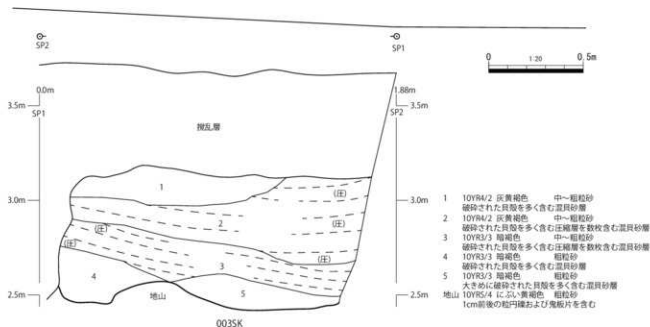 SP2
SP1
0
1:20
0.5m
0.0m
1.88m
3.5m
3.5m
SP1
SP2
撹乱層
1
(圧)
3.0m
3.0m
2
(圧)
(圧)
(圧)
3
(圧)
4
5
地山
2.5m
2.5m
003SK
1 10YR4/2 灰黄褐色 中～粗粒砂
破砕された貝殻を多く含む混貝砂層
2 10YR4/2 灰黄褐色 中～粗粒砂
破砕された貝殻を多く含む圧縮層を数枚含む混貝砂層
3 10YR3/3 暗褐色 中～粗粒砂
破砕された貝殻を多く含む圧縮層を数枚含む混貝砂層
4 10YR3/3 暗褐色 粗粒砂
破砕された貝殻を多く含む混貝砂層
5 10YR3/3 暗褐色 粗粒砂
大きめに破砕された貝殻を多く含む混貝砂層
地山 10YR5/4 にぶい黄褐色 粗粒砂
1cm前後の粒円礫および鬼板片を含む